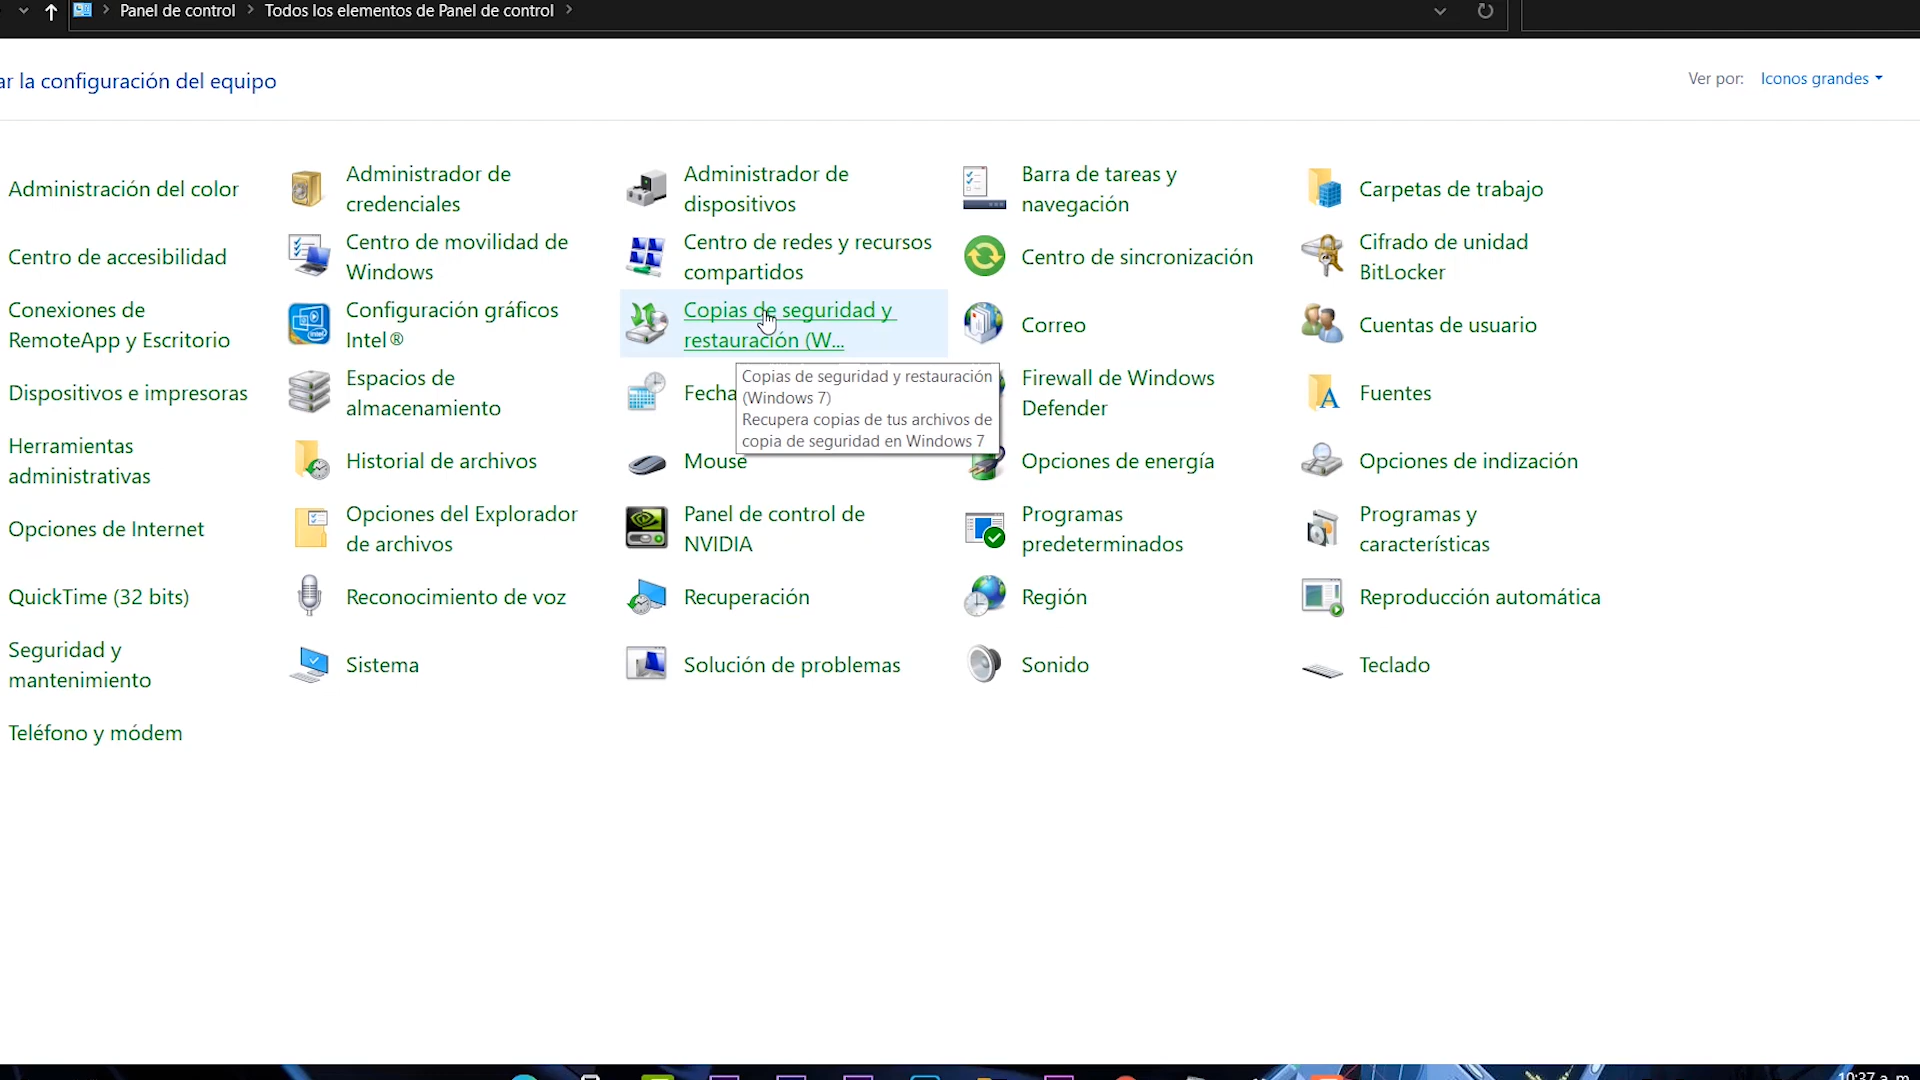 Panel de control
Todos los elementos de Panel de control
ar la configuración del equipo
Ver por:
Iconos grandes
Administración del color
Administrador de
credenciales
Administrador de
dispositivos
Barra de tareas y
navegación
Carpetas de trabajo
Centro de accesibilidad
Centro de movilidad de
Windows
Centro de redes y recursos
compartidos
Centro de sincronización
Cifrado de unidad
BitLocker
Conexiones de
RemoteApp y Escritorio
Configuración gráficos
Intel®
Copias de seguridad y
restauración (W...
Correo
Cuentas de usuario
Dispositivos e impresoras
Espacios de
almacenamiento
Fecha
Copias de seguridad y restauración
(Windows 7)
Recupera copias de tus archivos de
copia de seguridad en Windows 7
Firewall de Windows
Defender
Fuentes
Herramientas
administrativas
Historial de archivos
Mouse
Opciones de energía
Opciones de indización
Opciones de Internet
Opciones del Explorador
de archivos
Panel de control de
NVIDIA
Programas
predeterminados
Programas y
características
QuickTime (32 bits)
Reconocimiento de voz
Recuperación
Región
Reproducción automática
Seguridad y
mantenimiento
Sistema
Solución de problemas
Sonido
Teclado
Teléfono y módem
10:37 a. m.